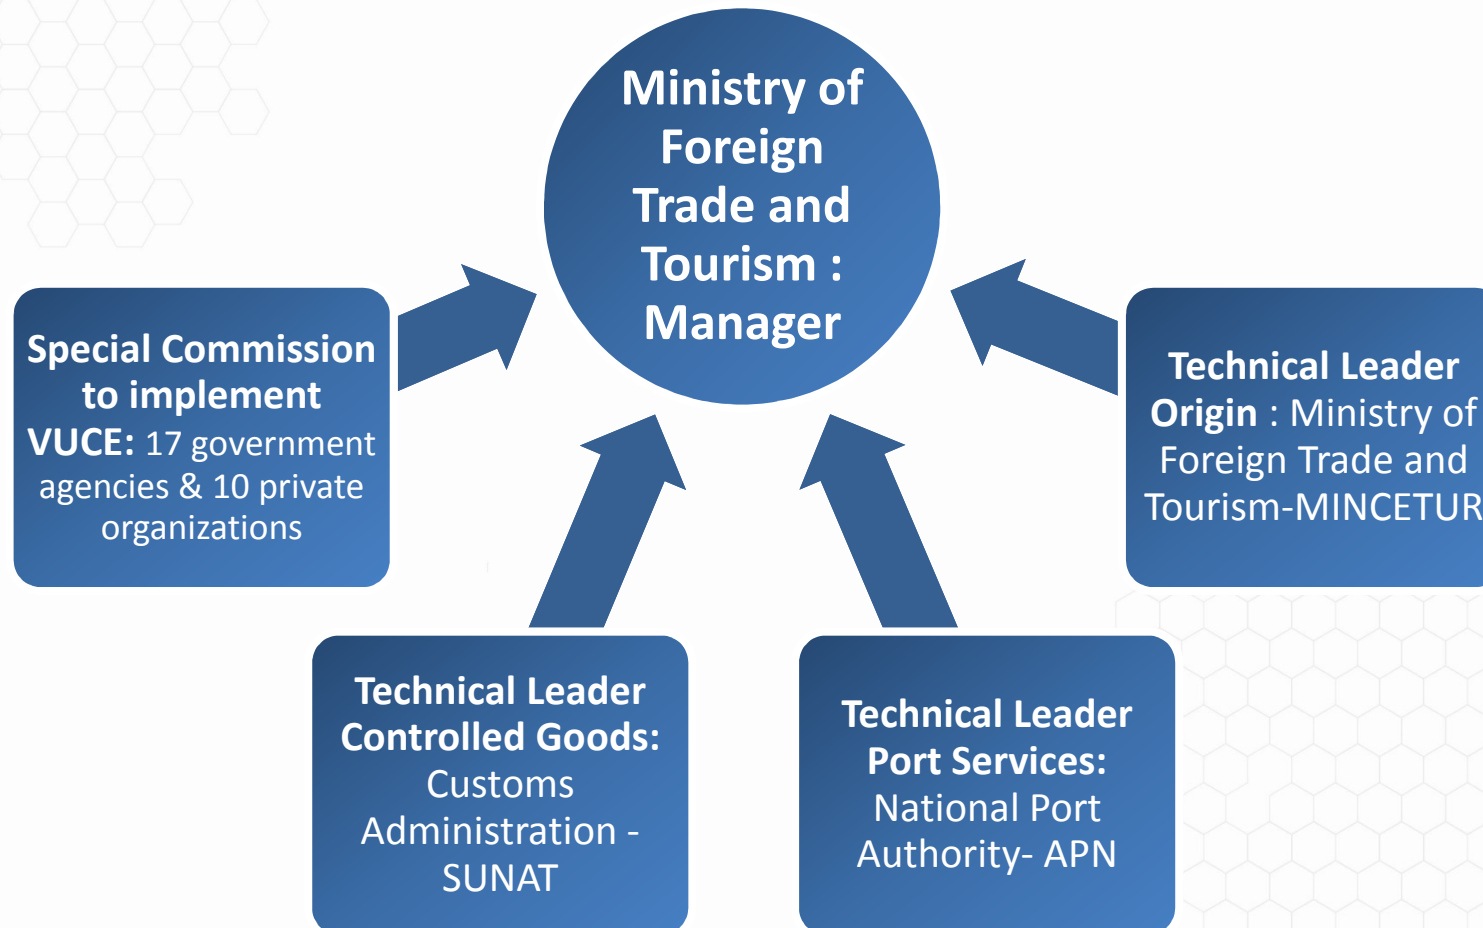 Ministry of
Foreign
Trade and
Tourism :
Manager
Special Commission
to implement
VUCE: 17 government
agencies & 10 private
organizations
Technical Leader
Controlled Goods:
Customs
Administration -
SUNAT
Technical Leader
Port Services:
National Port
Authority- APN
Technical Leader
Origin : Ministry of
Foreign Trade and
Tourism-MINCETUR